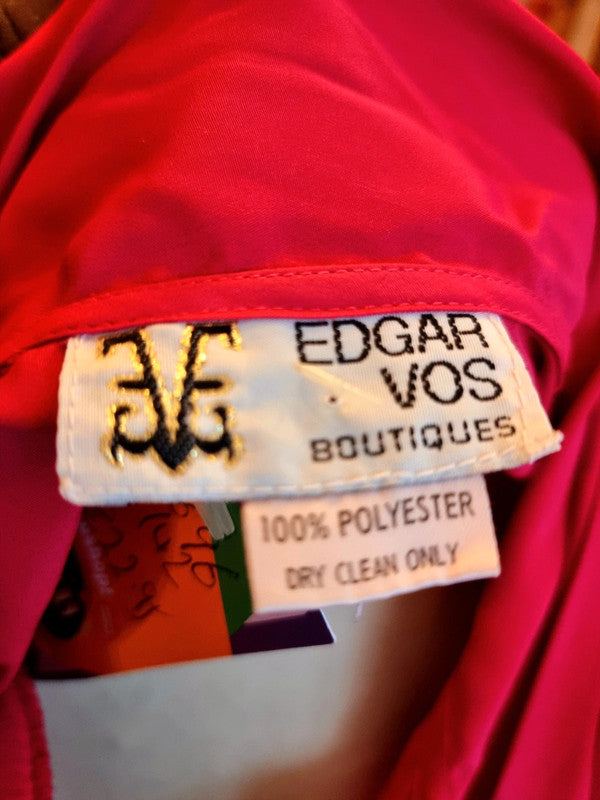 EDGAR
VOS
BOUTIQUES
100% POLYESTER
DRY CLEAN ONLY